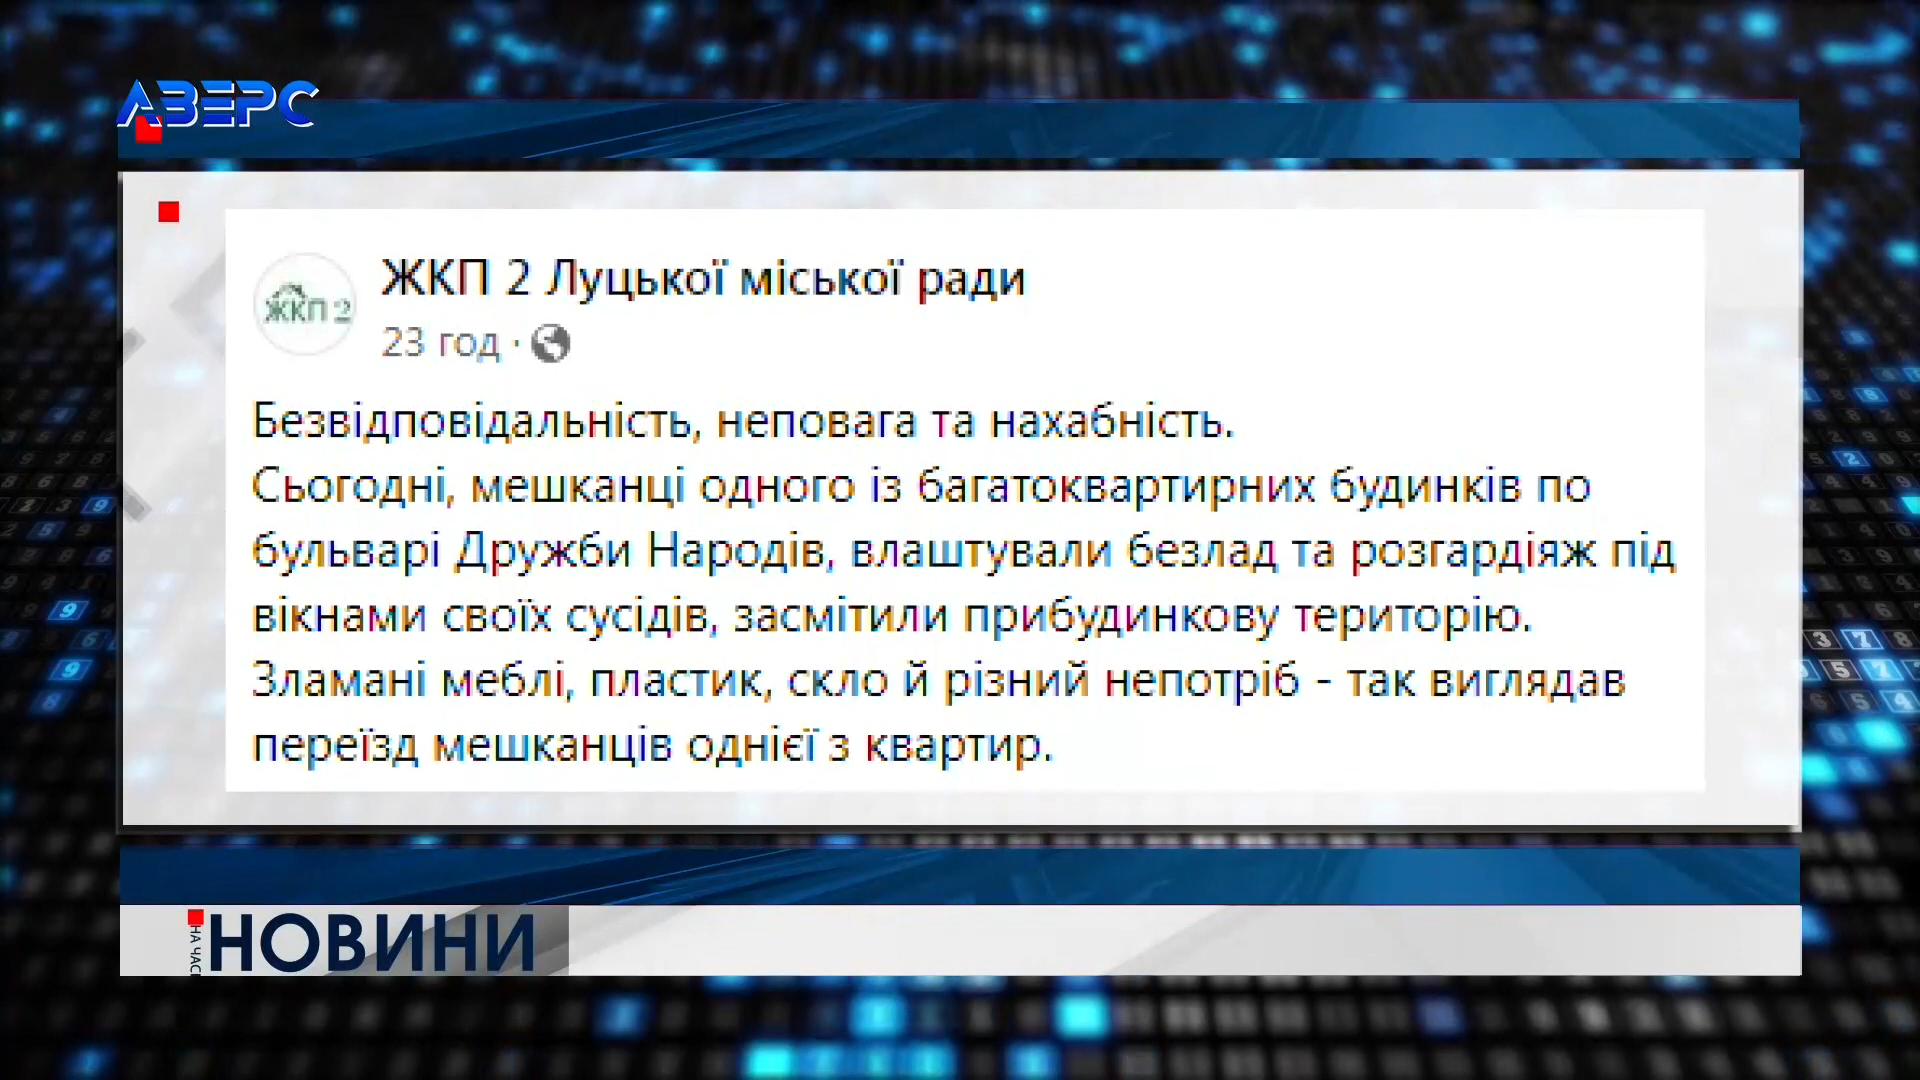 АВЕРС
ЖКП 2
ЖКП 2 Луцької міської ради
23 год ·
Безвідповідальність, неповага та нахабність.
Сьогодні, мешканці одного із багатоквартирних будинків по
бульварі Дружби Народів, влаштували безлад та розгардіяж під
вікнами своїх сусідів, засмітили прибудинкову територію.
Зламані меблі, пластик, скло й різний непотріб - так виглядав
переїзд мешканців однієї з квартир.
НА ЧАСІ
НОВИНИ